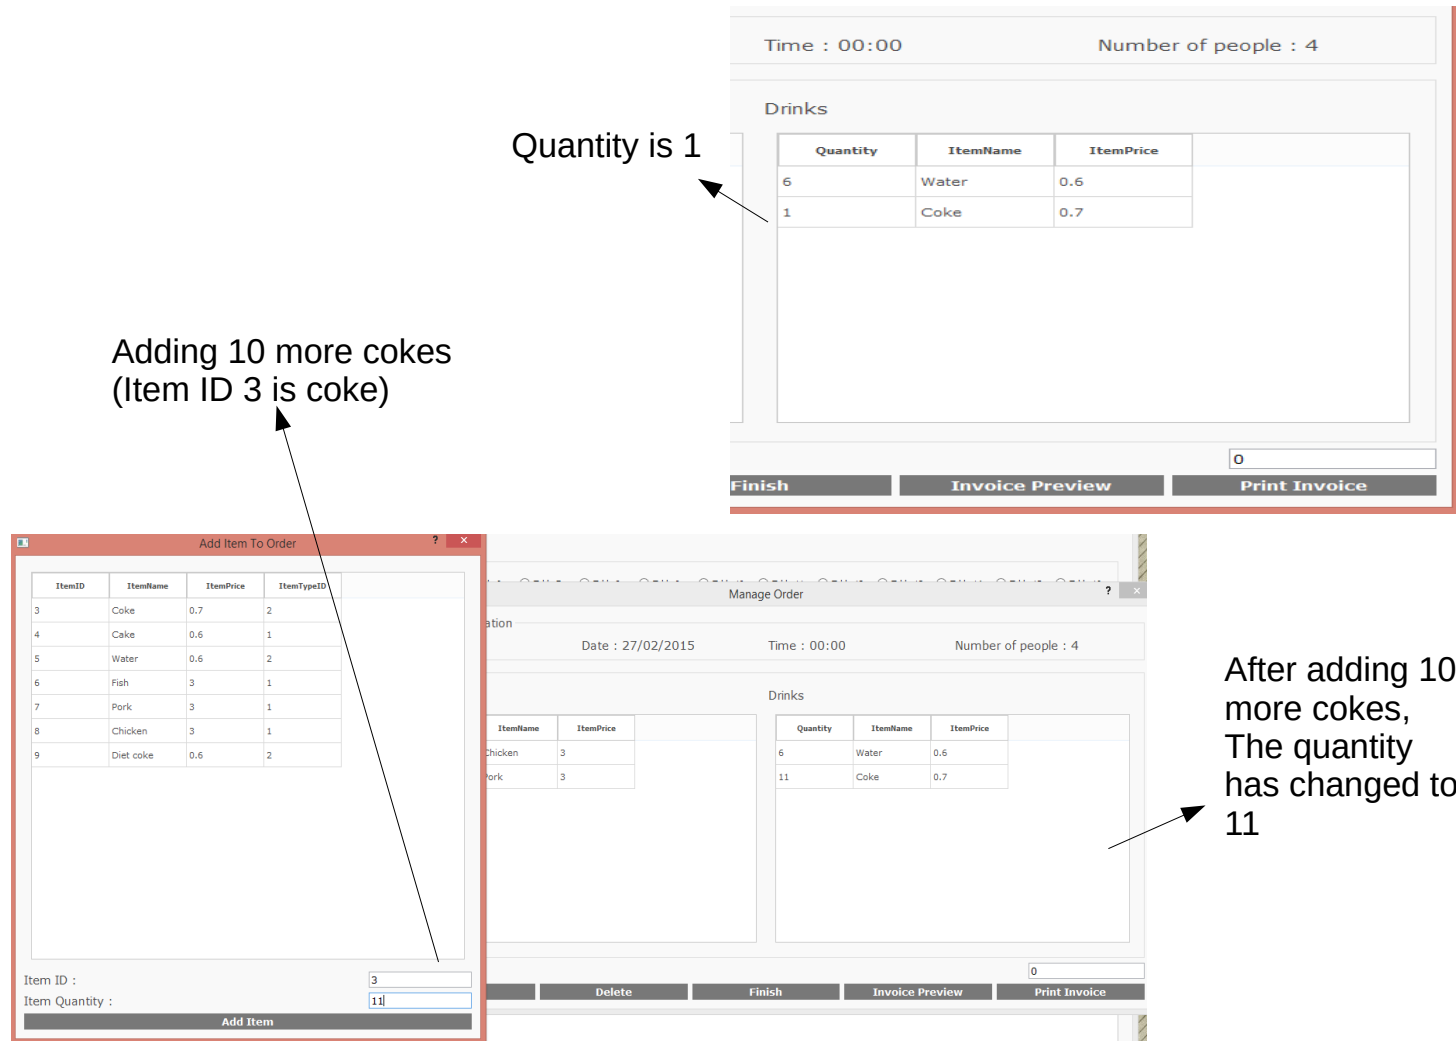 Time : 00:00 Number of people : 4
Drinks
Quantity is 1
Quantity ItemName ItemPrice
6 Water 0.6
1 Coke 0.7
Adding 10 more cokes
(Item ID 3 is coke)
0
Finish Invoice Preview Print Invoice
Add Item To Order ? ×
ItemID ItemName ItemPrice ItemTypeID
3 Coke 0.7 2
4 Cake 0.6 1
5 Water 0.6 2
6 Fish 3 1
7 Pork 3 1
8 Chicken 3 1
9 Diet coke 0.6 2
Item ID : 3
Item Quantity : 11
Add Item
Manage Order ? ×
ation
Date : 27/02/2015 Time : 00:00 Number of people : 4
Drinks
ItemName ItemPrice
Chicken 3
Pork 3
Quantity ItemName ItemPrice
6 Water 0.6
11 Coke 0.7
0
Delete Finish Invoice Preview Print Invoice
After adding 10
more cokes,
The quantity
has changed to
11